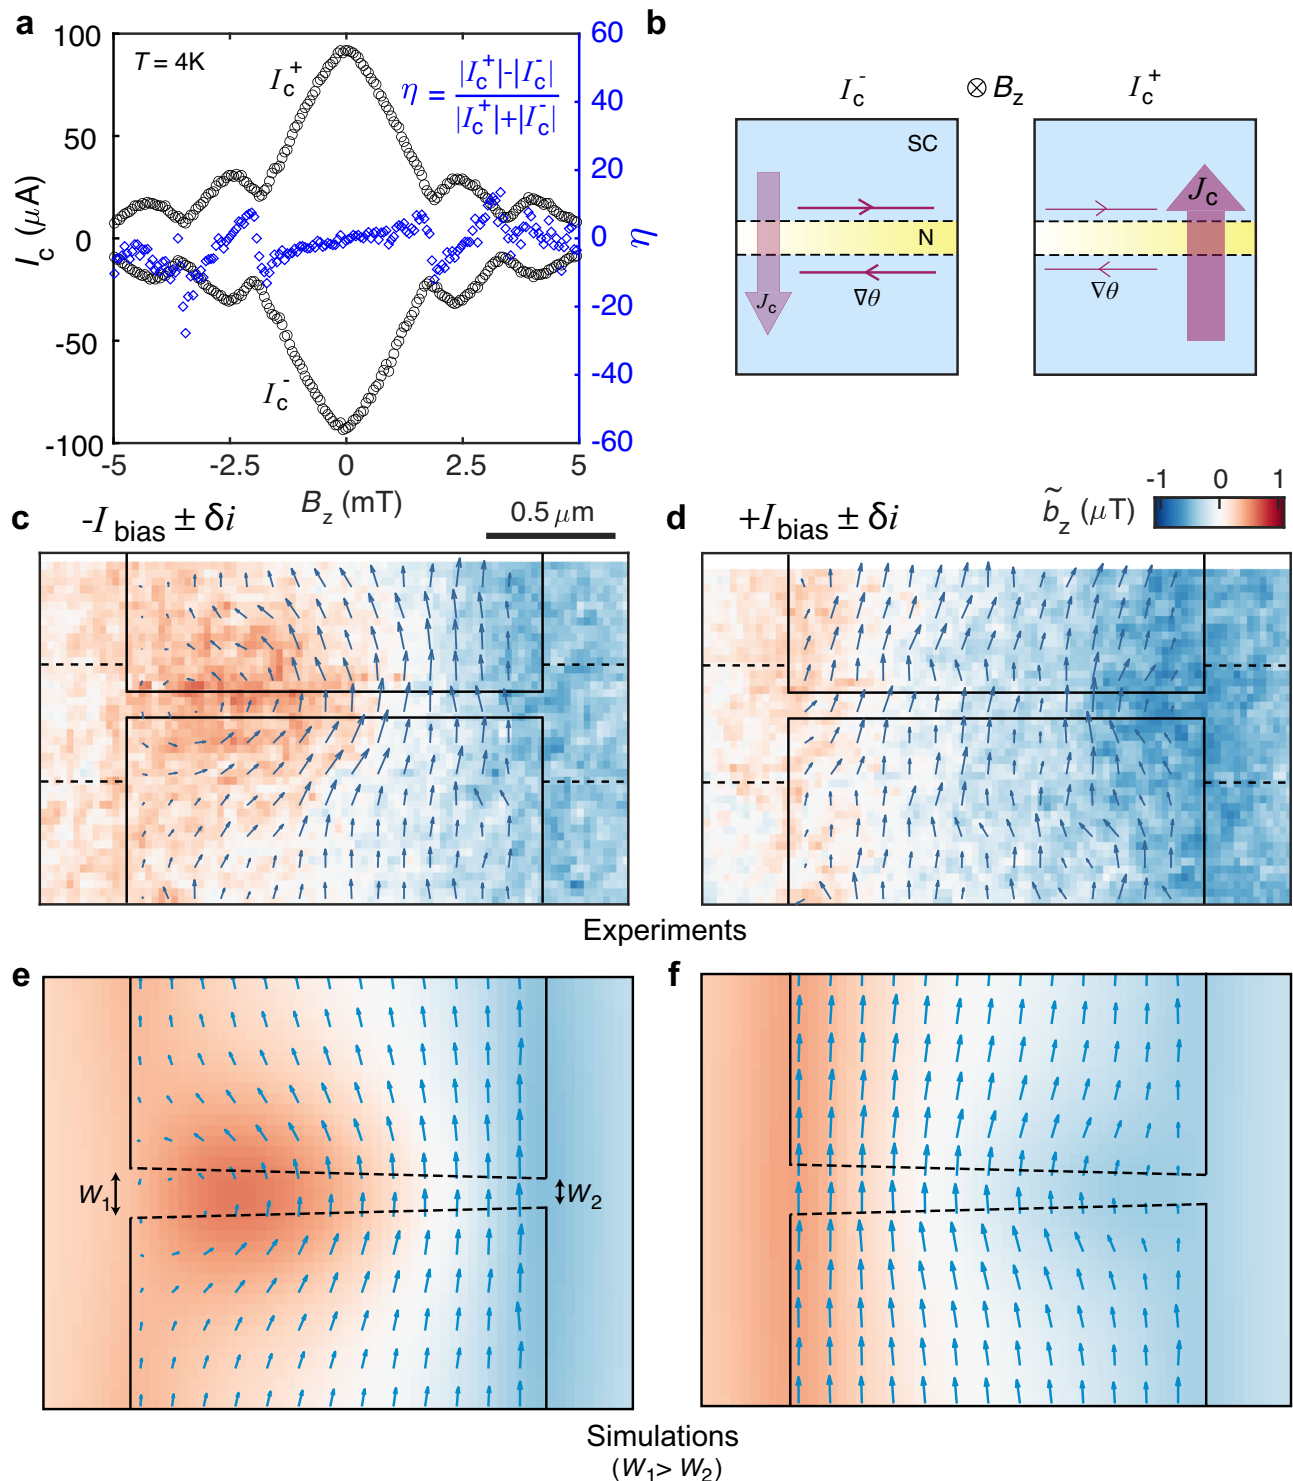 a
100
50
0
-50
-100
I_c (μA)
T = 4K
I_c^+
I_c^-
η = |I_c^+|-|I_c^-| / |I_c^+|+|I_c^-|
60
40
20
0
-20
-40
-60
η
-5 -2.5 0 2.5 5
B_z (mT)
b
I_c^- ⊗ B_z I_c^+
SC
N
J_c
∇θ
J_c
∇θ
c -I_bias ± δi 0.5 μm
d +I_bias ± δi b̃_z (μT) -1 0 1
Experiments
e
W_1 W_2
f
Simulations
(W_1 > W_2)